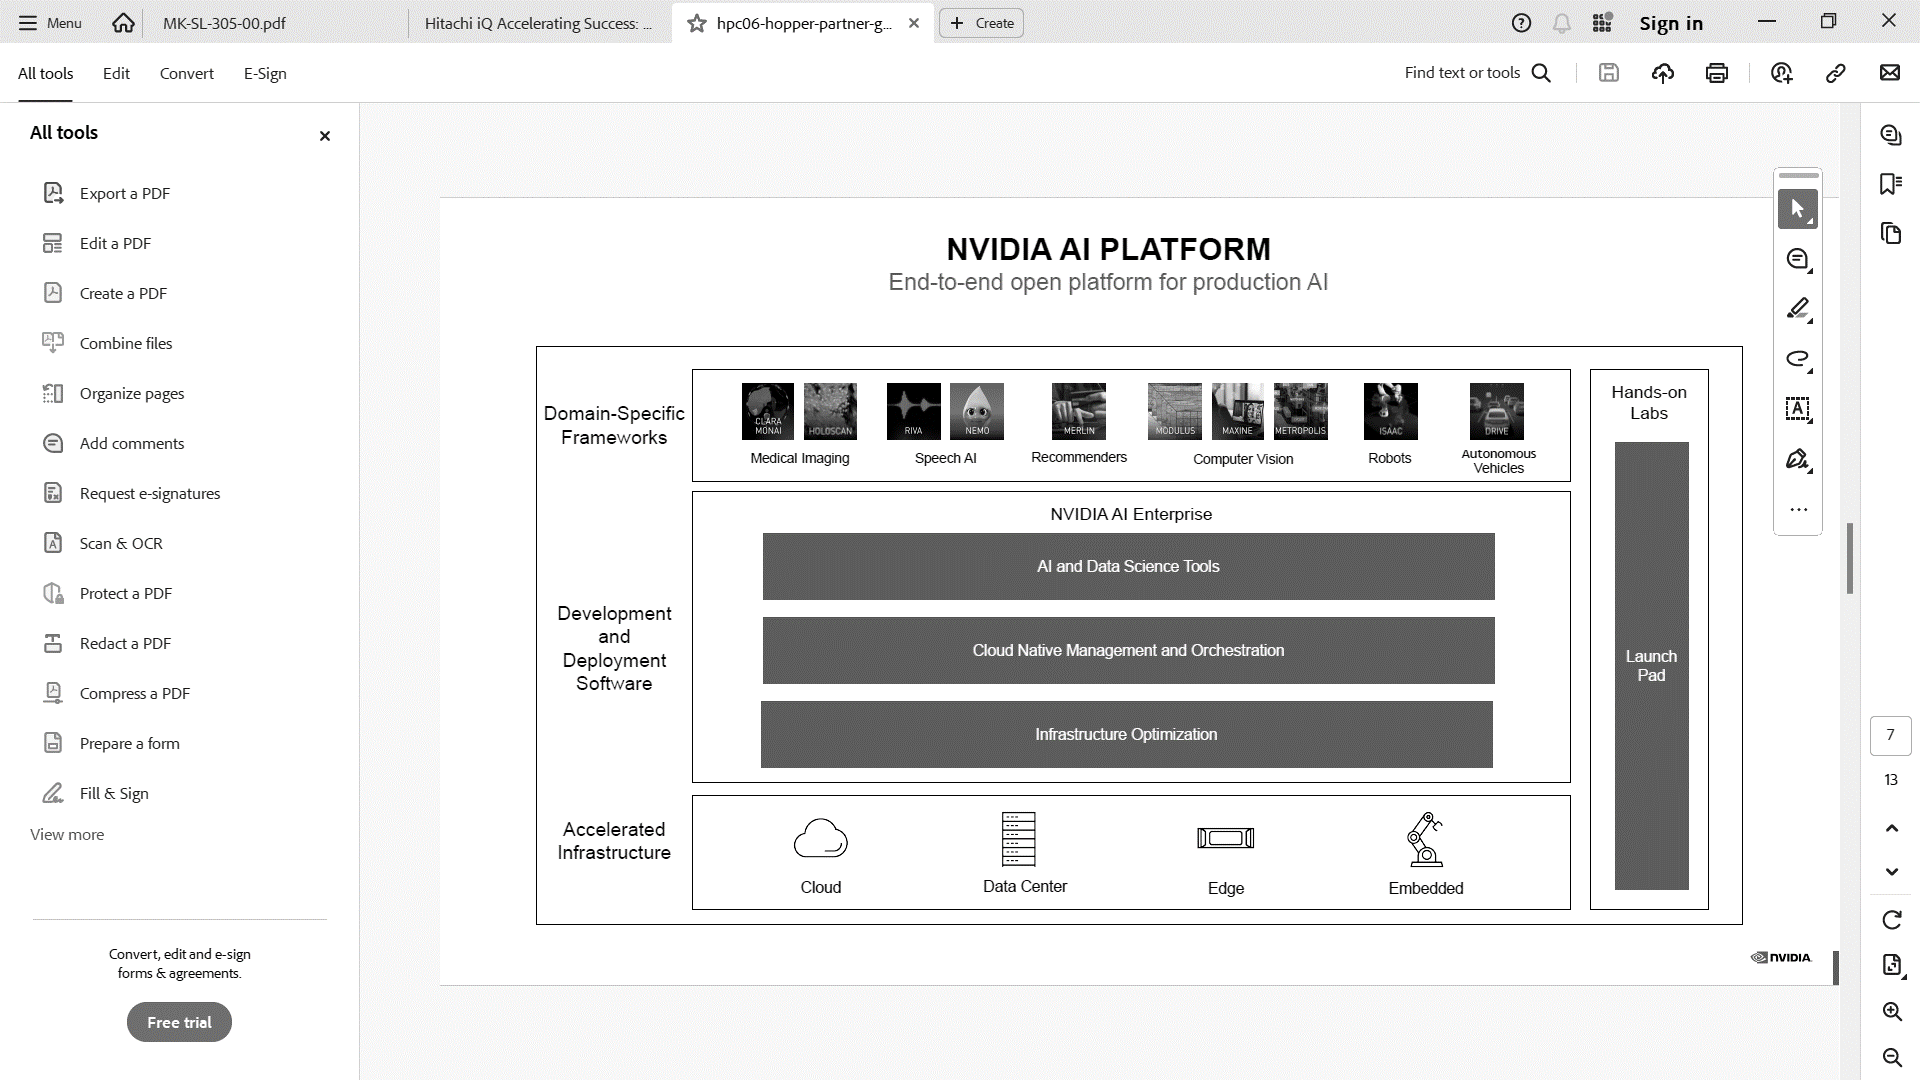 Menu
MK-SL-305-00.pdf
Hitachi iQ Accelerating Success: ...
hpc06-hopper-partner-g...
Create
Sign in
All tools
Edit
Convert
E-Sign
Find text or tools
All tools
Export a PDF
Edit a PDF
Create a PDF
Combine files
Organize pages
Add comments
Request e-signatures
Scan & OCR
Protect a PDF
Redact a PDF
Compress a PDF
Prepare a form
Fill & Sign
View more
Convert, edit and e-sign
forms & agreements.
Free trial
NVIDIA AI PLATFORM
End-to-end open platform for production AI
Domain-Specific
Frameworks
CLARA
MONAI
HOLOSCAN
RIVA
NEMO
MERLIN
MODULUS
MAXINE
METROPOLIS
ISAAC
DRIVE
Medical Imaging
Speech AI
Recommenders
Computer Vision
Robots
Autonomous
Vehicles
Development
and
Deployment
Software
NVIDIA AI Enterprise
AI and Data Science Tools
Cloud Native Management and Orchestration
Infrastructure Optimization
Accelerated
Infrastructure
Cloud
Data Center
Edge
Embedded
Hands-on
Labs
Launch
Pad
NVIDIA.
7
13